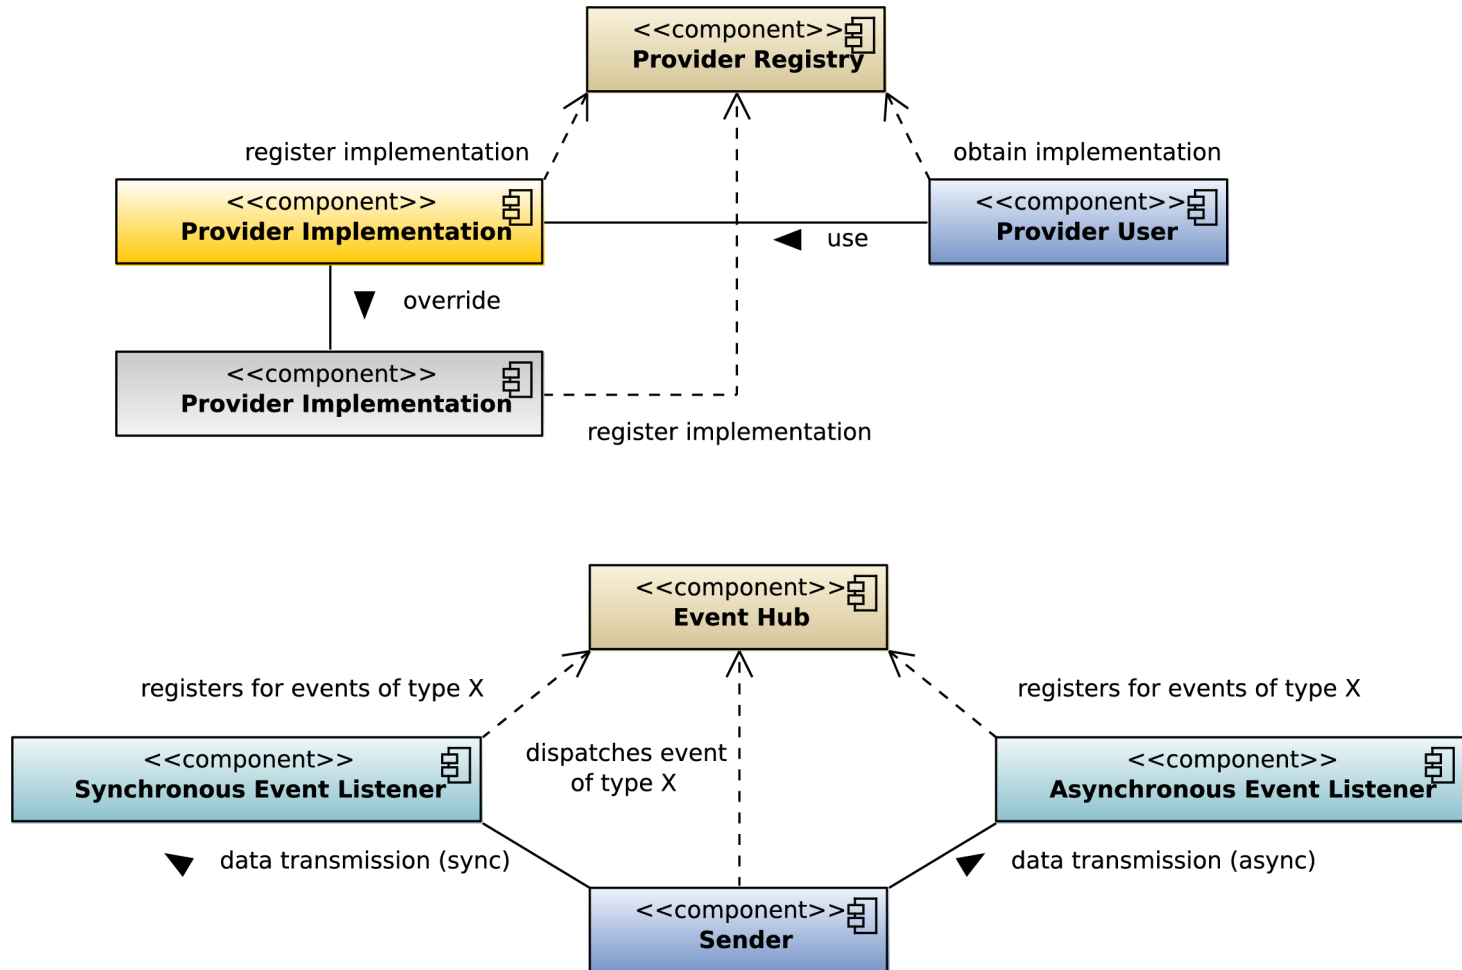 <<component>>
Provider Registry
register implementation
obtain implementation
<<component>>
Provider Implementation
<<component>>
Provider User
use
override
<<component>>
Provider Implementation
register implementation
<<component>>
Event Hub
registers for events of type X
registers for events of type X
dispatches event
of type X
<<component>>
Synchronous Event Listener
<<component>>
Asynchronous Event Listener
data transmission (sync)
data transmission (async)
<<component>>
Sender